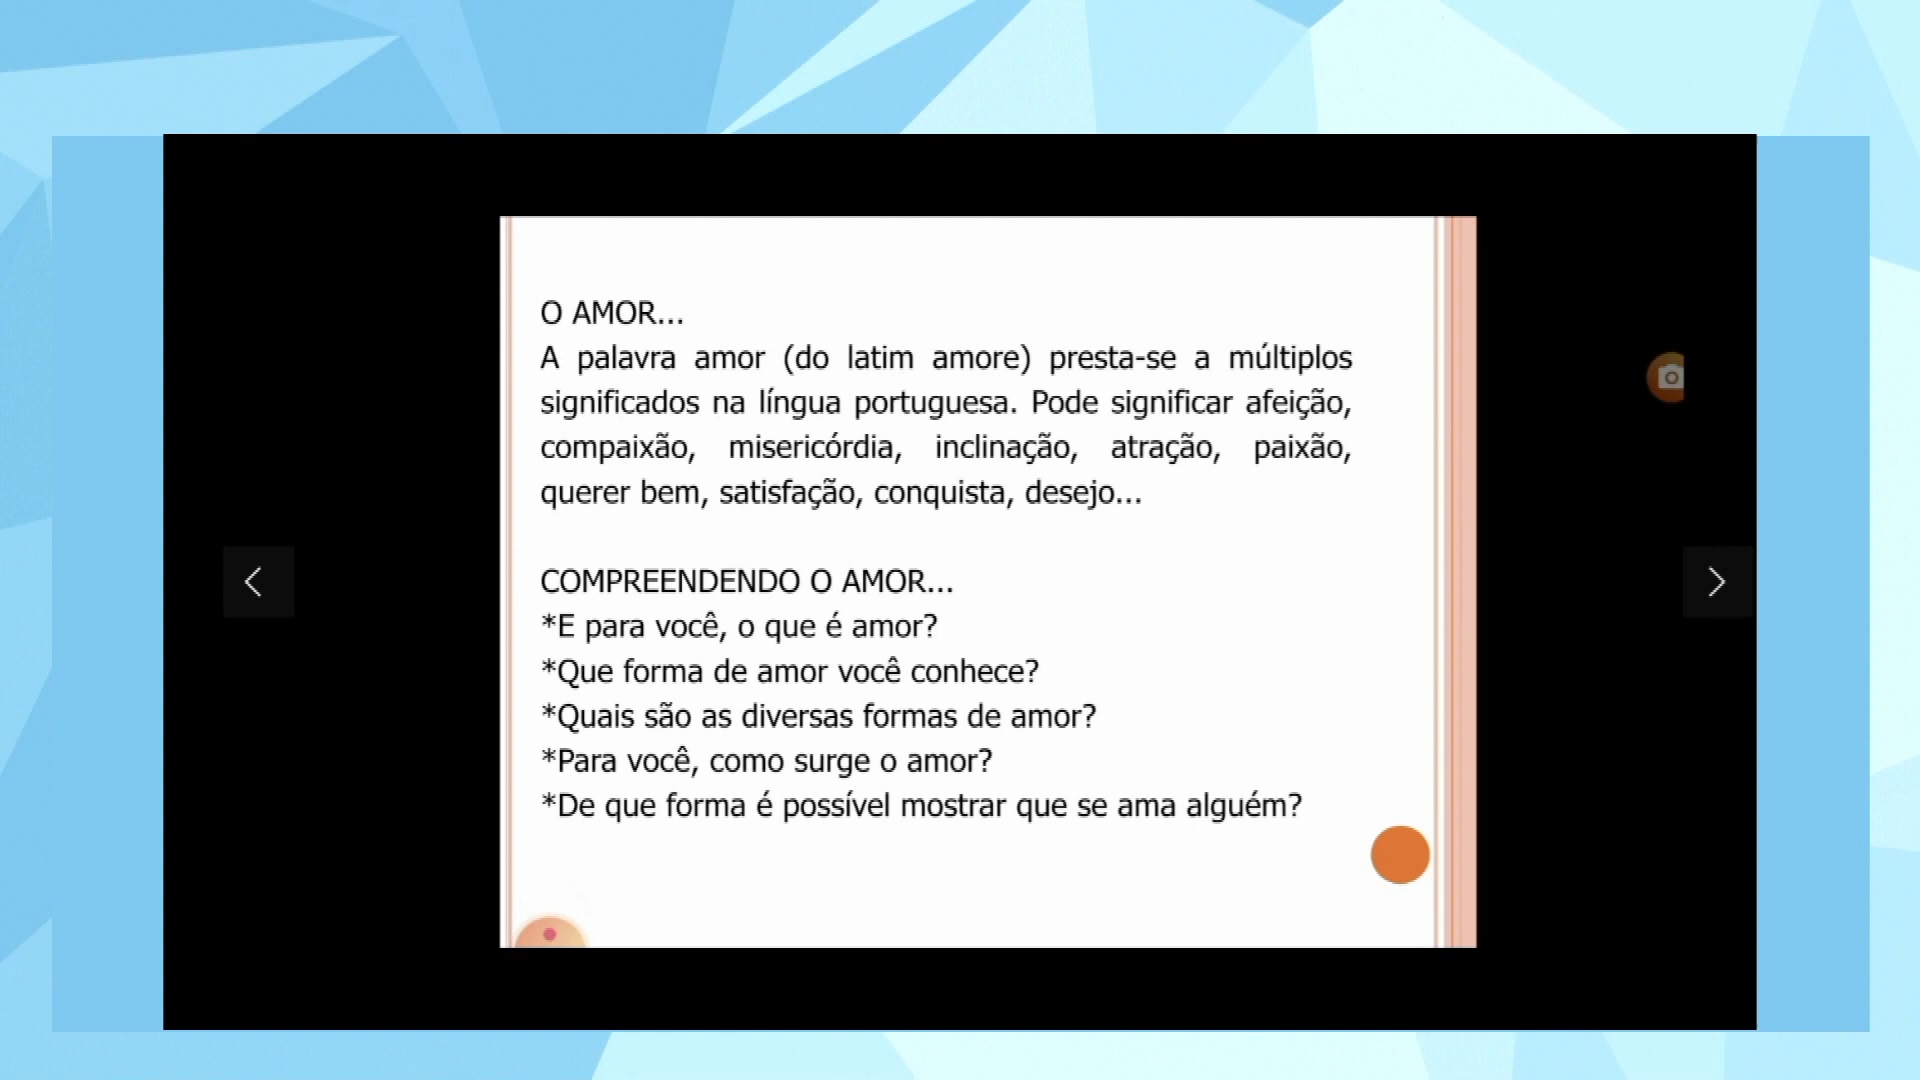 O AMOR...
A palavra amor (do latim amore) presta-se a múltiplos
significados na língua portuguesa. Pode significar afeição,
compaixão, misericórdia, inclinação, atração, paixão,
querer bem, satisfação, conquista, desejo...
COMPREENDENDO O AMOR...
*E para você, o que é amor?
*Que forma de amor você conhece?
*Quais são as diversas formas de amor?
*Para você, como surge o amor?
*De que forma é possível mostrar que se ama alguém?